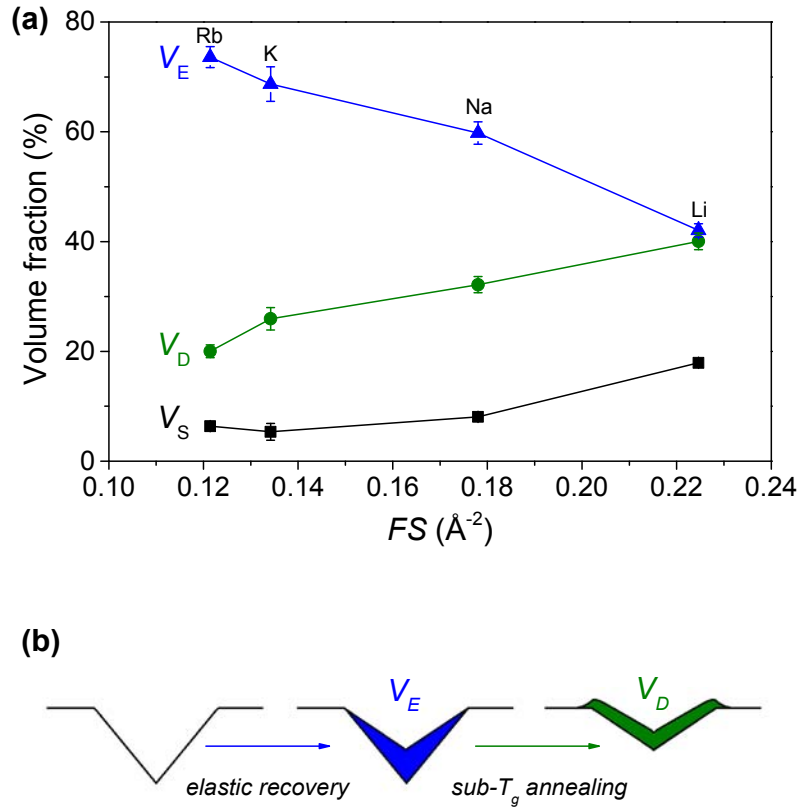 (a)
80
60
40
20
0
Volume fraction (%)
V_E
V_D
V_S
Rb
K
Na
Li
0.10 0.12 0.14 0.16 0.18 0.20 0.22 0.24
FS (Å⁻²)
(b)
V_E V_D
elastic recovery sub-T_g annealing